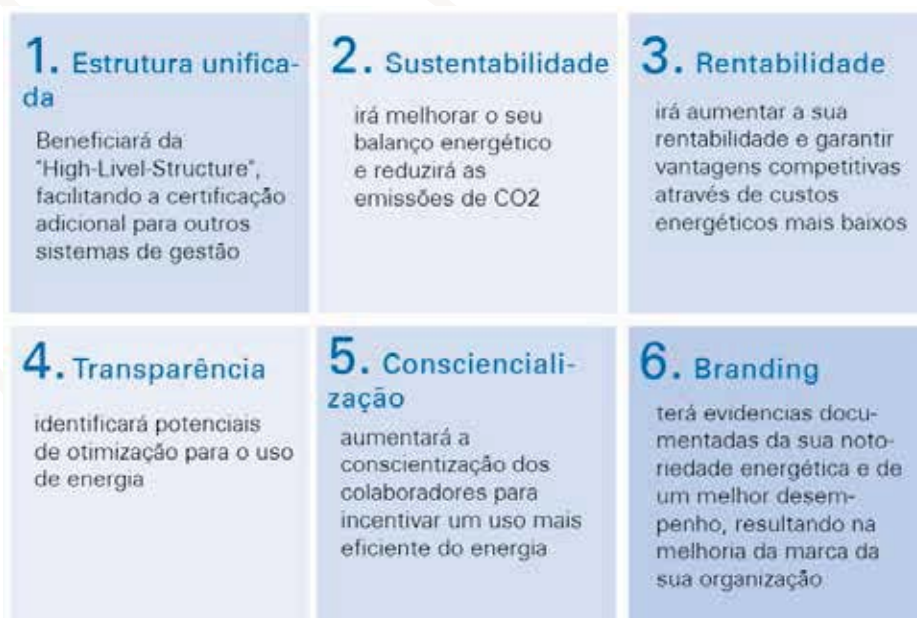 1. Estrutura unifica-
da
Beneficiará da
"High-Livel-Structure",
facilitando a certificação
adicional para outros
sistemas de gestão
2. Sustentabilidade
irá melhorar o seu
balanço energético
e reduzirá as
emissões de CO2
3. Rentabilidade
irá aumentar a sua
rentabilidade e garantir
vantagens competitivas
através de custos
energéticos mais baixos
4. Transparência
identificará potenciais
de otimização para o uso
de energia
5. Conscienciali-
zação
aumentará a
conscientização dos
colaboradores para
incentivar um uso mais
eficiente do energia
6. Branding
terá evidencias docu-
mentadas da sua noto-
riedade energética e de
um melhor desem-
penho, resultando na
melhoria da marca da
sua organização